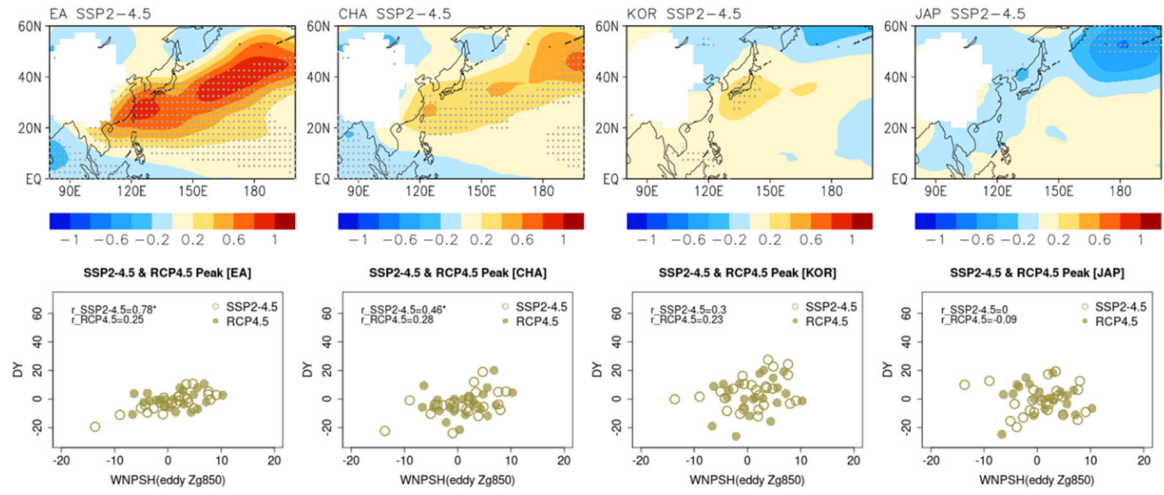 EA SSP2-4.5
CHA SSP2-4.5
KOR SSP2-4.5
JAP SSP2-4.5
60N
40N
20N
EQ
90E 120E 150E 180
60N
40N
20N
EQ
90E 120E 150E 180
60N
40N
20N
EQ
90E 120E 150E 180
60N
40N
20N
EQ
90E 120E 150E 180
-1 -0.6 -0.2 0.2 0.6 1
-1 -0.6 -0.2 0.2 0.6 1
-1 -0.6 -0.2 0.2 0.6 1
-1 -0.6 -0.2 0.2 0.6 1
SSP2-4.5 & RCP4.5 Peak [EA]
r_SSP2-4.5=0.78*
r_RCP4.5=0.25
SSP2-4.5
RCP4.5
DY
60
40
20
0
-20
-20 -10 0 10 20
WNPSH(eddy Zg850)
SSP2-4.5 & RCP4.5 Peak [CHA]
r_SSP2-4.5=0.46*
r_RCP4.5=0.28
SSP2-4.5
RCP4.5
DY
60
40
20
0
-20
-20 -10 0 10 20
WNPSH(eddy Zg850)
SSP2-4.5 & RCP4.5 Peak [KOR]
r_SSP2-4.5=0.3
r_RCP4.5=0.23
SSP2-4.5
RCP4.5
DY
60
40
20
0
-20
-20 -10 0 10 20
WNPSH(eddy Zg850)
SSP2-4.5 & RCP4.5 Peak [JAP]
r_SSP2-4.5=0
r_RCP4.5=-0.09
SSP2-4.5
RCP4.5
DY
60
40
20
0
-20
-20 -10 0 10 20
WNPSH(eddy Zg850)